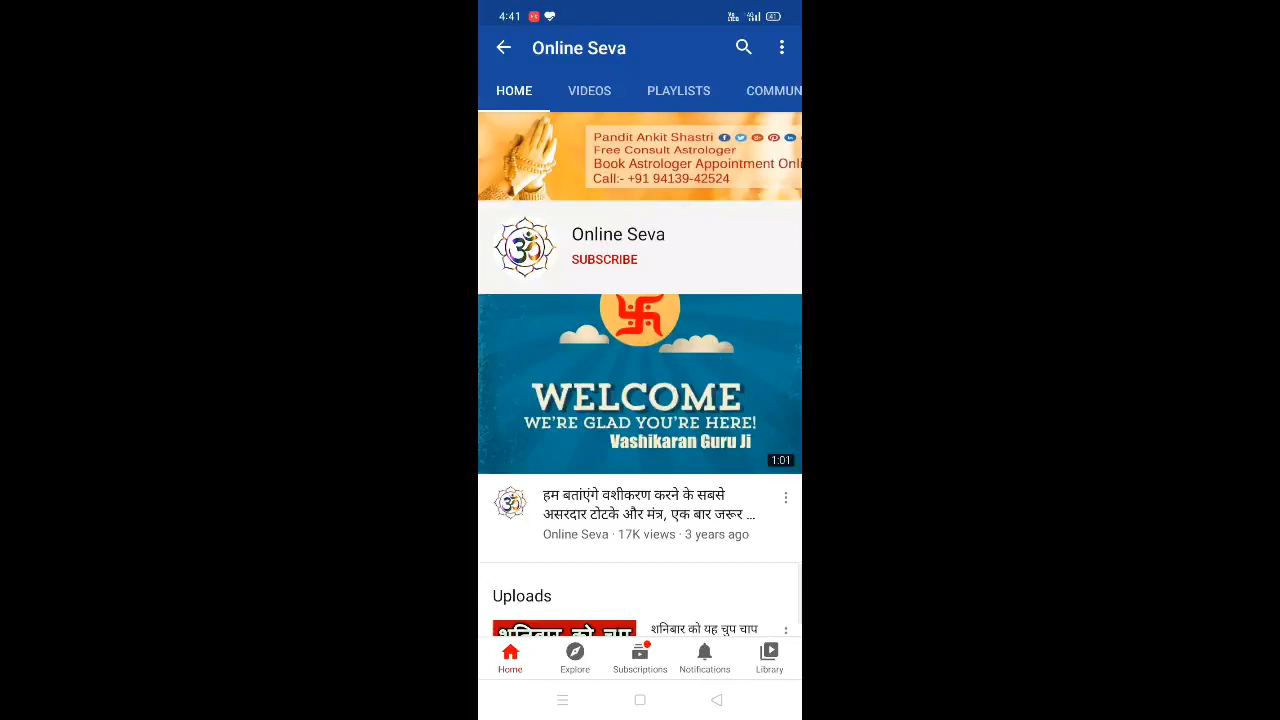 4:41
Online Seva
HOME VIDEOS PLAYLISTS COMMUN
Pandit Ankit Shastri
Free Consult Astrologer
Book Astrologer Appointment Onli
Call:- +91 94139-42524
Online Seva
SUBSCRIBE
WELCOME
WE'RE GLAD YOU'RE HERE!
Vashikaran Guru Ji
1:01
हम बतांएंगे वशीकरण करने के सबसे
असरदार टोटके और मंत्र, एक बार जरूर ...
Online Seva · 17K views · 3 years ago
Uploads
शनिबार को चुप
शनिबार को यह चुप चाप
Home Explore Subscriptions Notifications Library